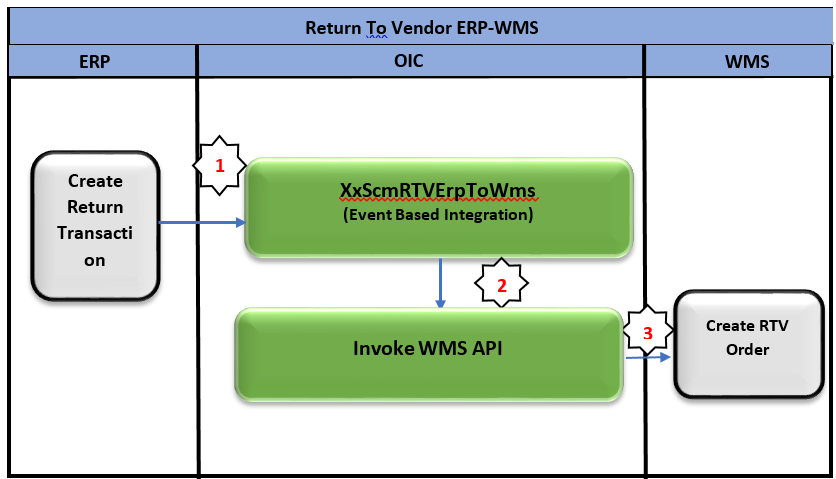 Return To Vendor ERP-WMS
ERP
OIC
WMS
1
Create
Return
Transacti
on
XxScmRTVErpToWms
(Event Based Integration)
2
Invoke WMS API
3
Create RTV
Order